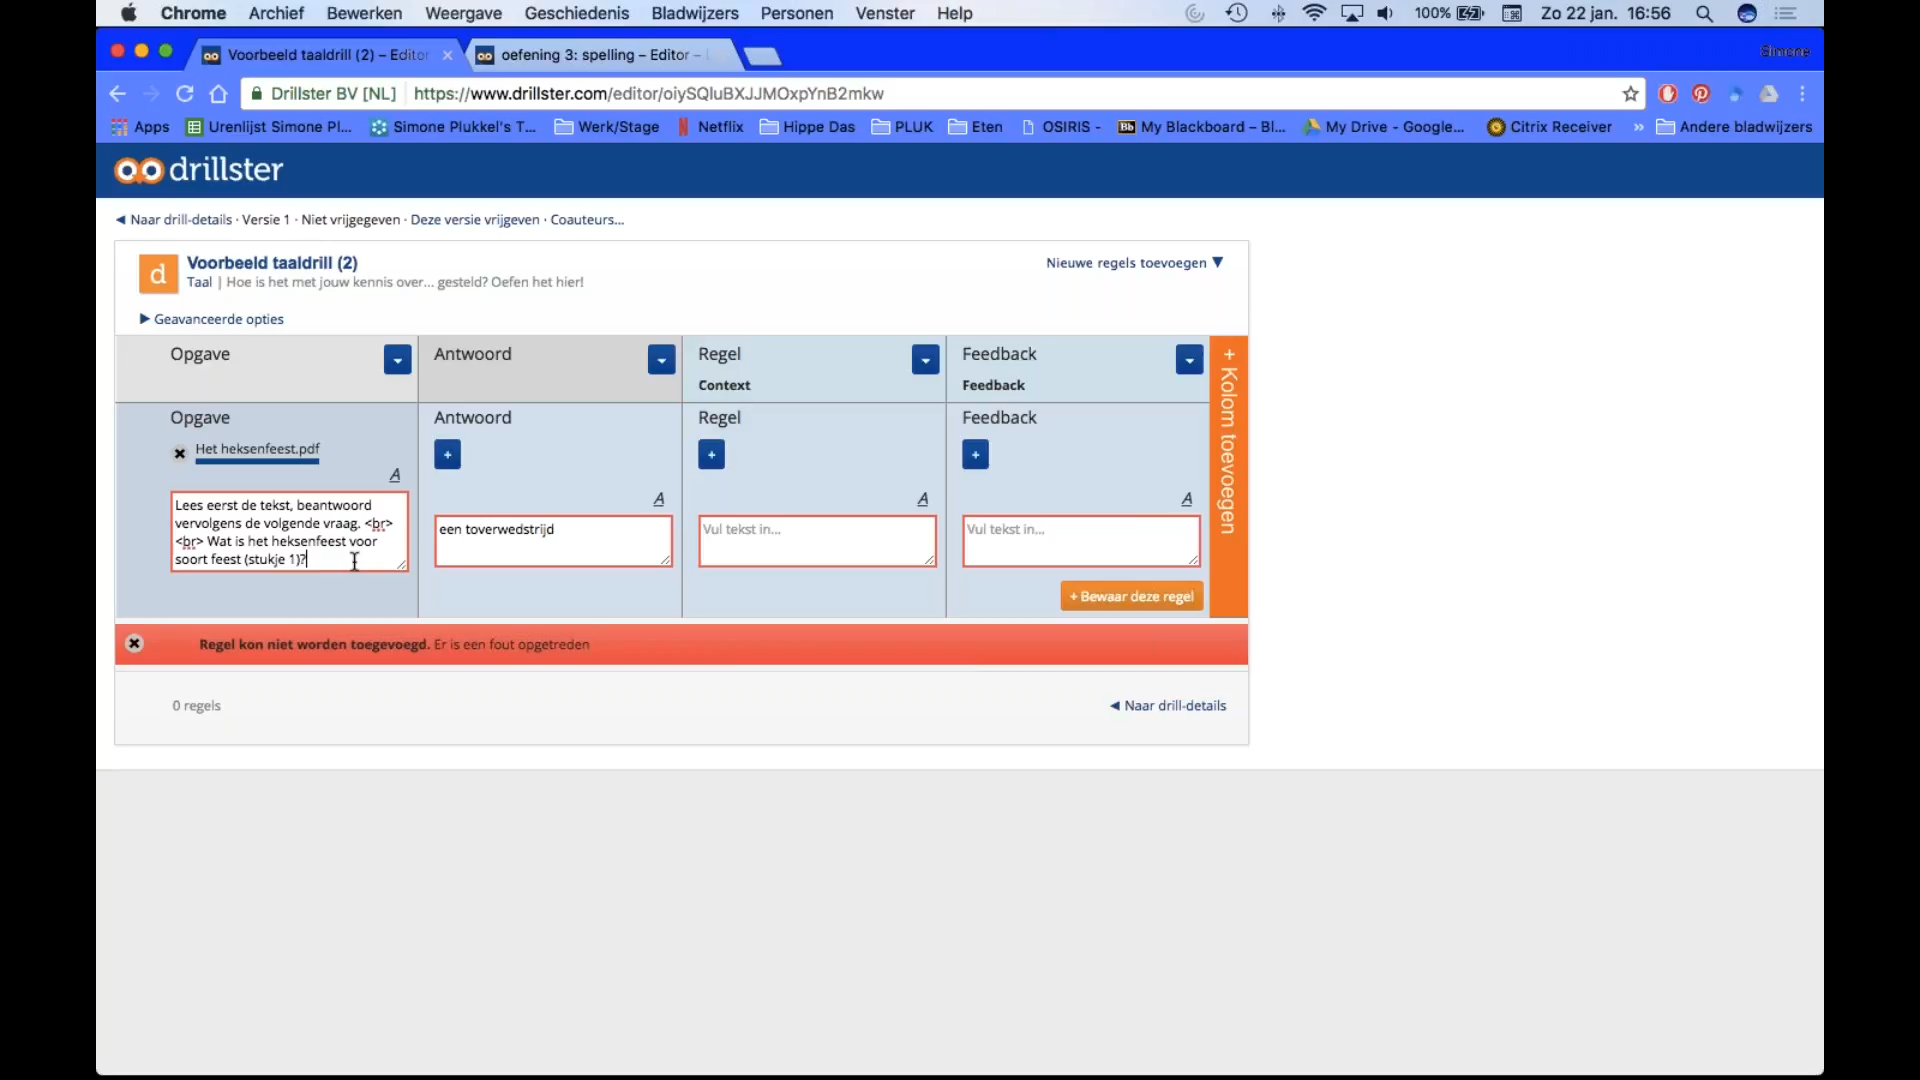 Chrome Archief Bewerken Weergave Geschiedenis Bladwijzers Personen Venster Help 100% Zo 22 jan. 16:56
Voorbeeld taaldrill (2) – Editor oefening 3: spelling – Editor – Simone
Drillster BV [NL] https://www.drillster.com/editor/oiySQIuBXJJMOxpYnB2mkw
Apps Urenlijst Simone Pl... Simone Plukkel's T... Werk/Stage Netflix Hippe Das PLUK Eten OSIRIS - Bb My Blackboard – Bl... My Drive - Google... Citrix Receiver » Andere bladwijzers
drillster
◀ Naar drill-details · Versie 1 · Niet vrijgegeven · Deze versie vrijgeven · Coauteurs...
d Voorbeeld taaldrill (2) Nieuwe regels toevoegen ▼
Taal | Hoe is het met jouw kennis over... gesteld? Oefen het hier!
▶ Geavanceerde opties
Opgave Antwoord Regel Feedback
Context Feedback
+ Kolom toevoegen
Opgave Antwoord Regel Feedback
Het heksenfeest.pdf + + +
A
A A A
Lees eerst de tekst, beantwoord
vervolgens de volgende vraag. <br>
<br> Wat is het heksenfeest voor
soort feest (stukje 1)?
een toverwedstrijd Vul tekst in... Vul tekst in...
+ Bewaar deze regel
Regel kon niet worden toegevoegd. Er is een fout opgetreden
0 regels ◀ Naar drill-details